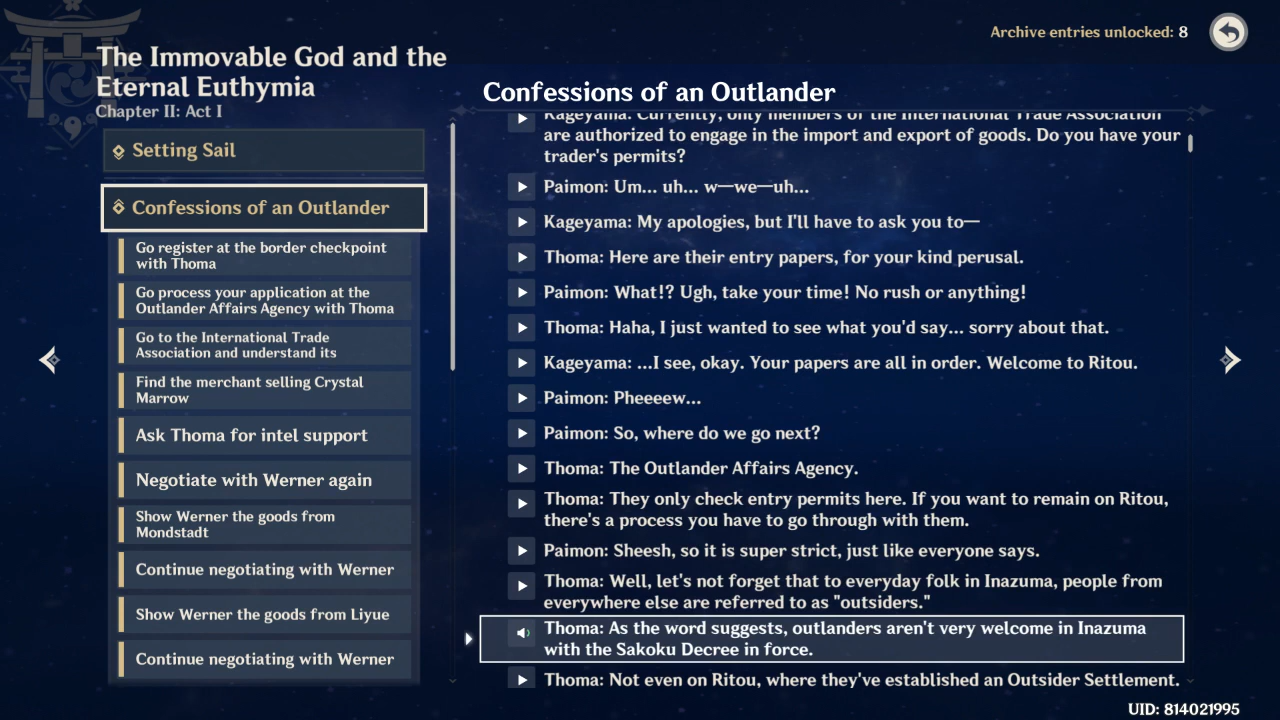 Archive entries unlocked: 8
The Immovable God and the
Eternal Euthymia
Chapter II: Act I
Setting Sail
Confessions of an Outlander
Go register at the border checkpoint
with Thoma
Go process your application at the
Outlander Affairs Agency with Thoma
Go to the International Trade
Association and understand its
Find the merchant selling Crystal
Marrow
Ask Thoma for intel support
Negotiate with Werner again
Show Werner the goods from
Mondstadt
Continue negotiating with Werner
Show Werner the goods from Liyue
Continue negotiating with Werner
Confessions of an Outlander
Kageyama: Currently, only members of the International Trade Association
are authorized to engage in the import and export of goods. Do you have your
trader's permits?
Paimon: Um... uh... w—we—uh...
Kageyama: My apologies, but I'll have to ask you to—
Thoma: Here are their entry papers, for your kind perusal.
Paimon: What!? Ugh, take your time! No rush or anything!
Thoma: Haha, I just wanted to see what you'd say... sorry about that.
Kageyama: ...I see, okay. Your papers are all in order. Welcome to Ritou.
Paimon: Pheeeew...
Paimon: So, where do we go next?
Thoma: The Outlander Affairs Agency.
Thoma: They only check entry permits here. If you want to remain on Ritou,
there's a process you have to go through with them.
Paimon: Sheesh, so it is super strict, just like everyone says.
Thoma: Well, let's not forget that to everyday folk in Inazuma, people from
everywhere else are referred to as "outsiders."
Thoma: As the word suggests, outlanders aren't very welcome in Inazuma
with the Sakoku Decree in force.
Thoma: Not even on Ritou, where they've established an Outsider Settlement.
UID: 814021995